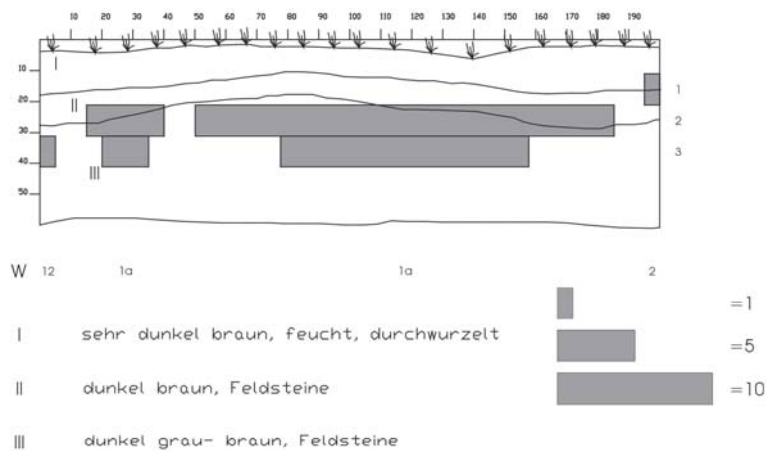 10 20 30 40 50 60 70 80 90 100 110 120 130 140 150 160 170 180 190
I
10
1
20
II
2
30
3
40
III
50
W 12 1a 1a 2
=1
I sehr dunkel braun, feucht, durchwurzelt
=5
II dunkel braun, Feldsteine
=10
III dunkel grau- braun, Feldsteine